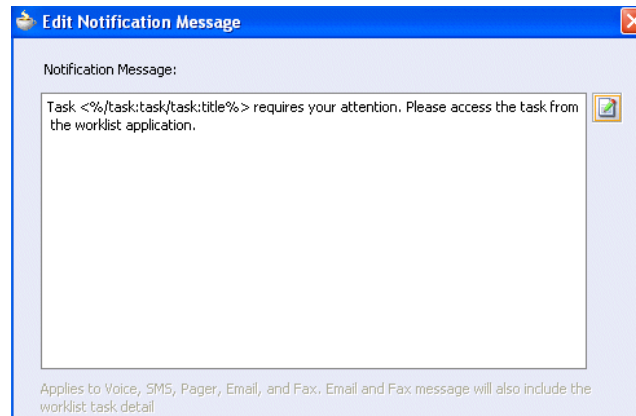 Edit Notification Message
Notification Message:
Task <%/task:task/task:title%> requires your attention. Please access the task from
the worklist application.
Applies to Voice, SMS, Pager, Email, and Fax. Email and Fax message will also include the
worklist task detail